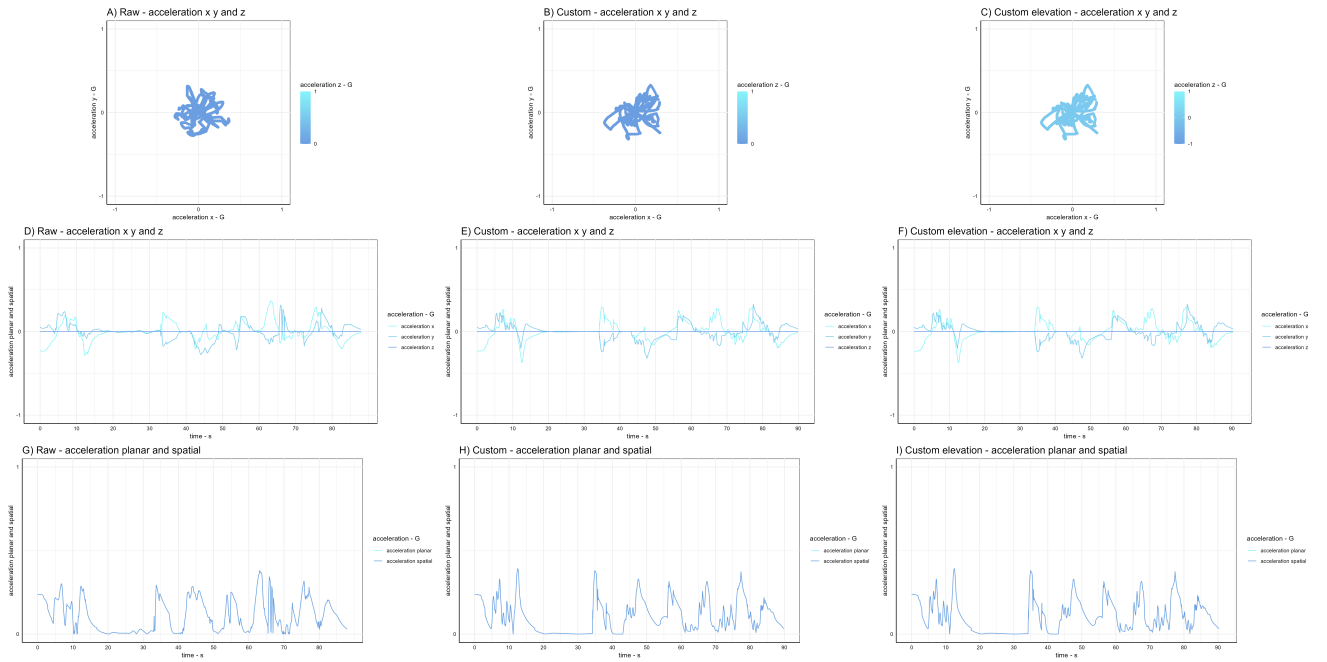 A) Raw - acceleration x y and z
1
0
-1
acceleration y - G
-1 0 1
acceleration x - G
acceleration z - G
1
0
B) Custom - acceleration x y and z
1
0
-1
acceleration y - G
-1 0 1
acceleration x - G
acceleration z - G
1
0
C) Custom elevation - acceleration x y and z
1
0
-1
acceleration y - G
-1 0 1
acceleration x - G
acceleration z - G
1
0
-1
D) Raw - acceleration x y and z
1
0
-1
acceleration planar and spatial
0 10 20 30 40 50 60 70 80
time - s
acceleration - G
acceleration x
acceleration y
acceleration z
E) Custom - acceleration x y and z
1
0
-1
acceleration planar and spatial
0 10 20 30 40 50 60 70 80 90
time - s
acceleration - G
acceleration x
acceleration y
acceleration z
F) Custom elevation - acceleration x y and z
1
0
-1
acceleration planar and spatial
0 10 20 30 40 50 60 70 80 90
time - s
acceleration - G
acceleration x
acceleration y
acceleration z
G) Raw - acceleration planar and spatial
1
0
acceleration planar and spatial
0 10 20 30 40 50 60 70 80
time - s
acceleration - G
acceleration planar
acceleration spatial
H) Custom - acceleration planar and spatial
1
0
acceleration planar and spatial
0 10 20 30 40 50 60 70 80 90
time - s
acceleration - G
acceleration planar
acceleration spatial
I) Custom elevation - acceleration planar and spatial
1
0
acceleration planar and spatial
0 10 20 30 40 50 60 70 80 90
time - s
acceleration - G
acceleration planar
acceleration spatial